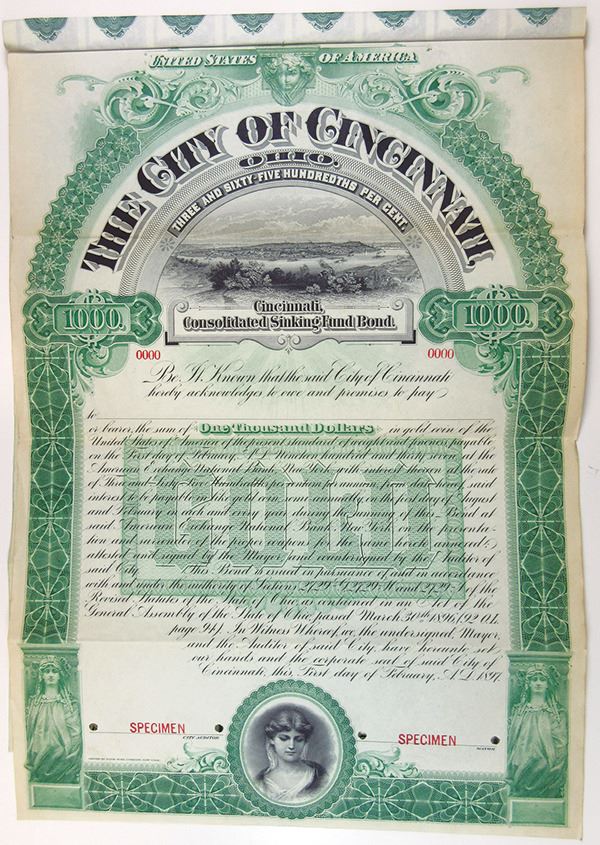 UNITED STATES OF AMERICA
THE CITY OF CINCINNATI,
OHIO.
THREE AND SIXTY-FIVE HUNDREDTHS PER CENT.
Cincinnati,
Consolidated Sinking Fund Bond.
1000. 1000.
0000 0000
Be It Known that the said City of Cincinnati
hereby acknowledges to owe and promises to pay
to
or bearer, the sum of One Thousand Dollars in gold coin of the
United States of America of the present standard of weight and fineness, payable
on the First day of February, A.D. Nineteen hundred and thirty at the
American Exchange National Bank, New York, with interest thereon at the rate
of Three and Sixty-Five Hundredths per centum per annum from date hereof, said
interest to be payable in like gold coin, semi-annually, on the first day of August
and February in each and every year during the of this Bond at
said American Exchange National Bank, New York, on the presenta-
tion and surrender of the proper coupons of the same hereto annexed,
attested and signed by the Mayor and countersigned by the Auditor of
said City This Bond is issued in pursuance of and in accordance
with and under the authority of Sections 2729 2729 and 2729 of the
Revised Statutes of the State of Ohio, as contained in an Act of the
General Assembly of the State of Ohio, passed March 30th 1896, (92 O.L.
page 94). In Witness Whereof, we, the undersigned, Mayor,
and the Auditor of said City, have hereunto set
our hands and the corporate seal of said City of
Cincinnati, this, First day of February, A.D. 1897.
GOLD
SPECIMEN SPECIMEN
CITY AUDITOR MAYOR